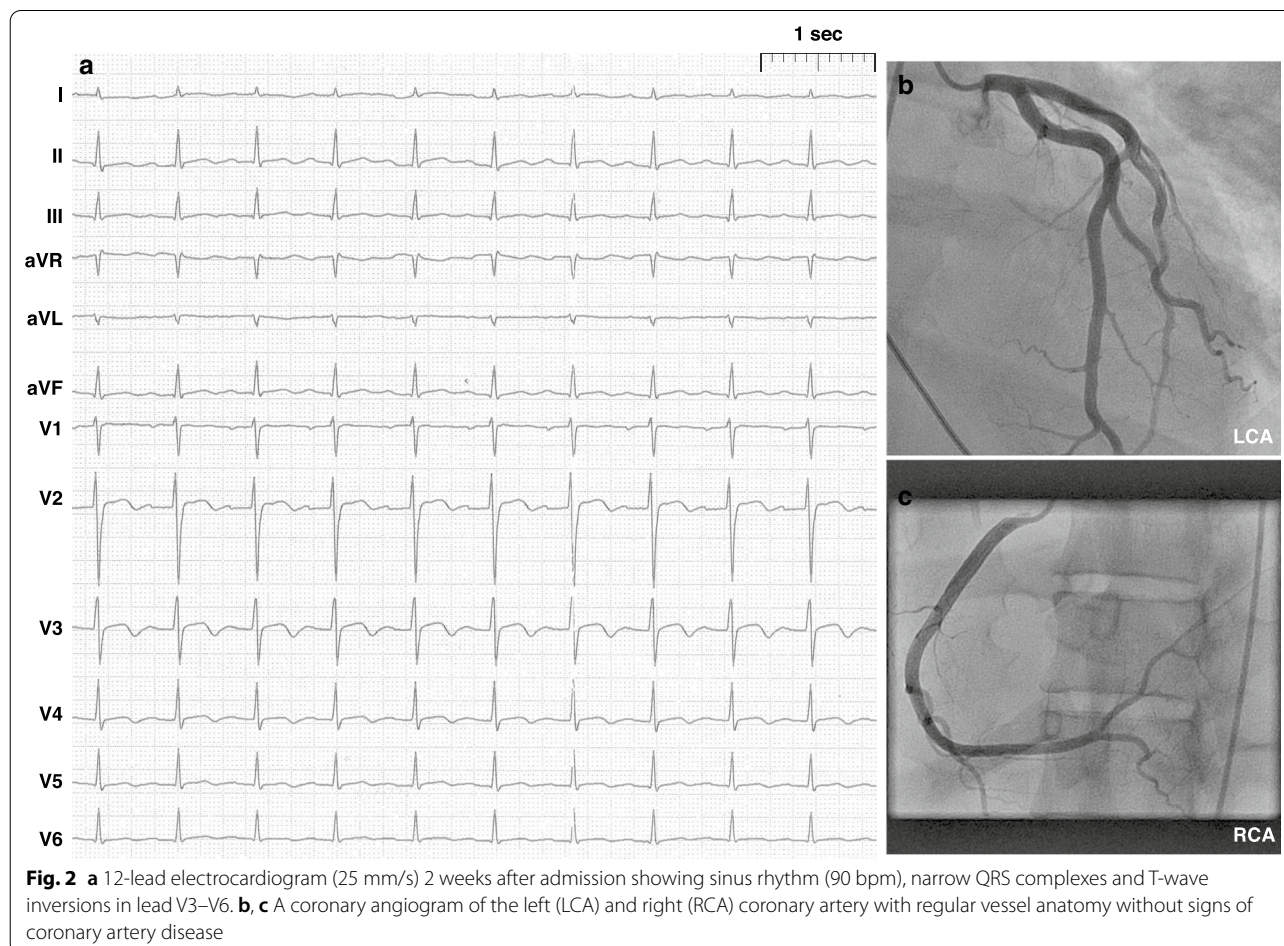 1 sec
a
I
II
III
aVR
aVL
aVF
V1
V2
V3
V4
V5
V6
b
LCA
c
RCA
Fig. 2 a 12-lead electrocardiogram (25 mm/s) 2 weeks after admission showing sinus rhythm (90 bpm), narrow QRS complexes and T-wave
inversions in lead V3–V6. b, c A coronary angiogram of the left (LCA) and right (RCA) coronary artery with regular vessel anatomy without signs of
coronary artery disease